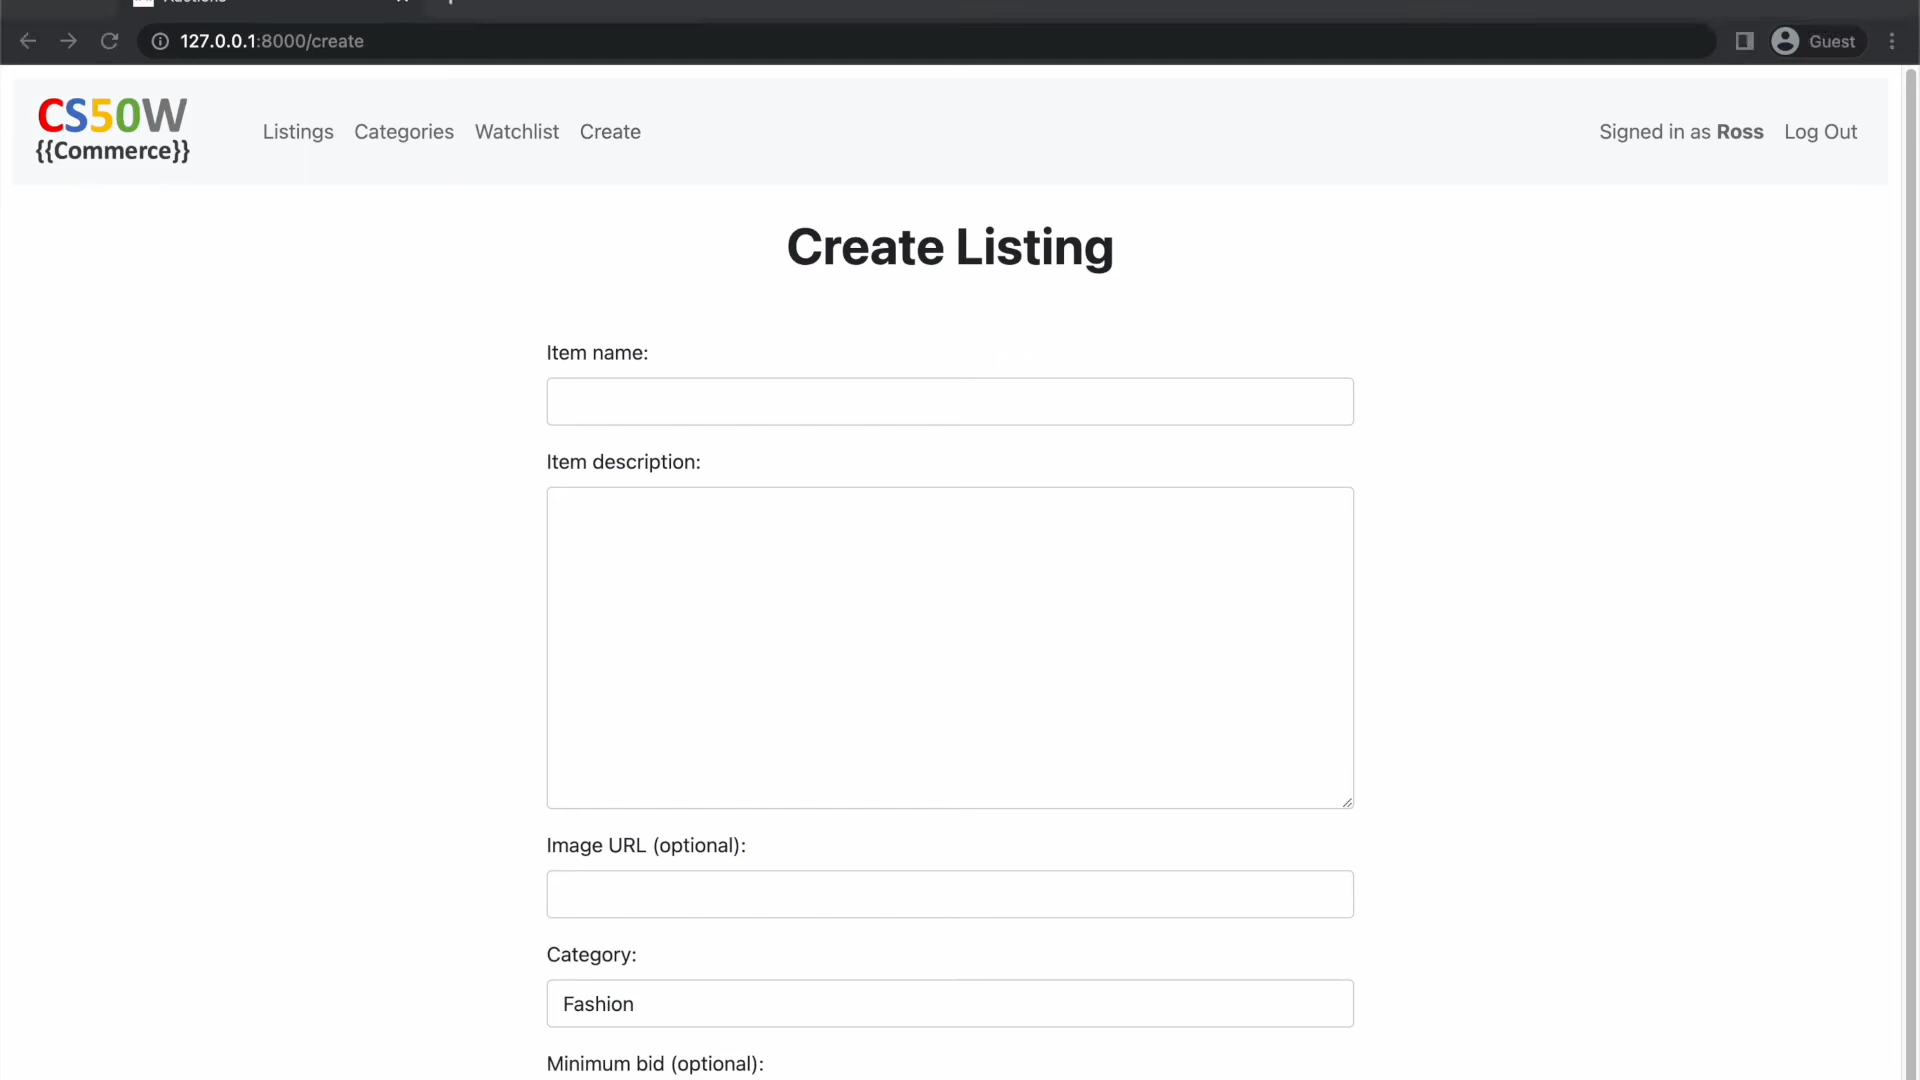 Auctions
127.0.0.1:8000/create
Guest
CS50W
{{Commerce}}
Listings Categories Watchlist Create
Signed in as Ross Log Out
Create Listing
Item name:
Item description:
Image URL (optional):
Category:
Fashion
Minimum bid (optional):